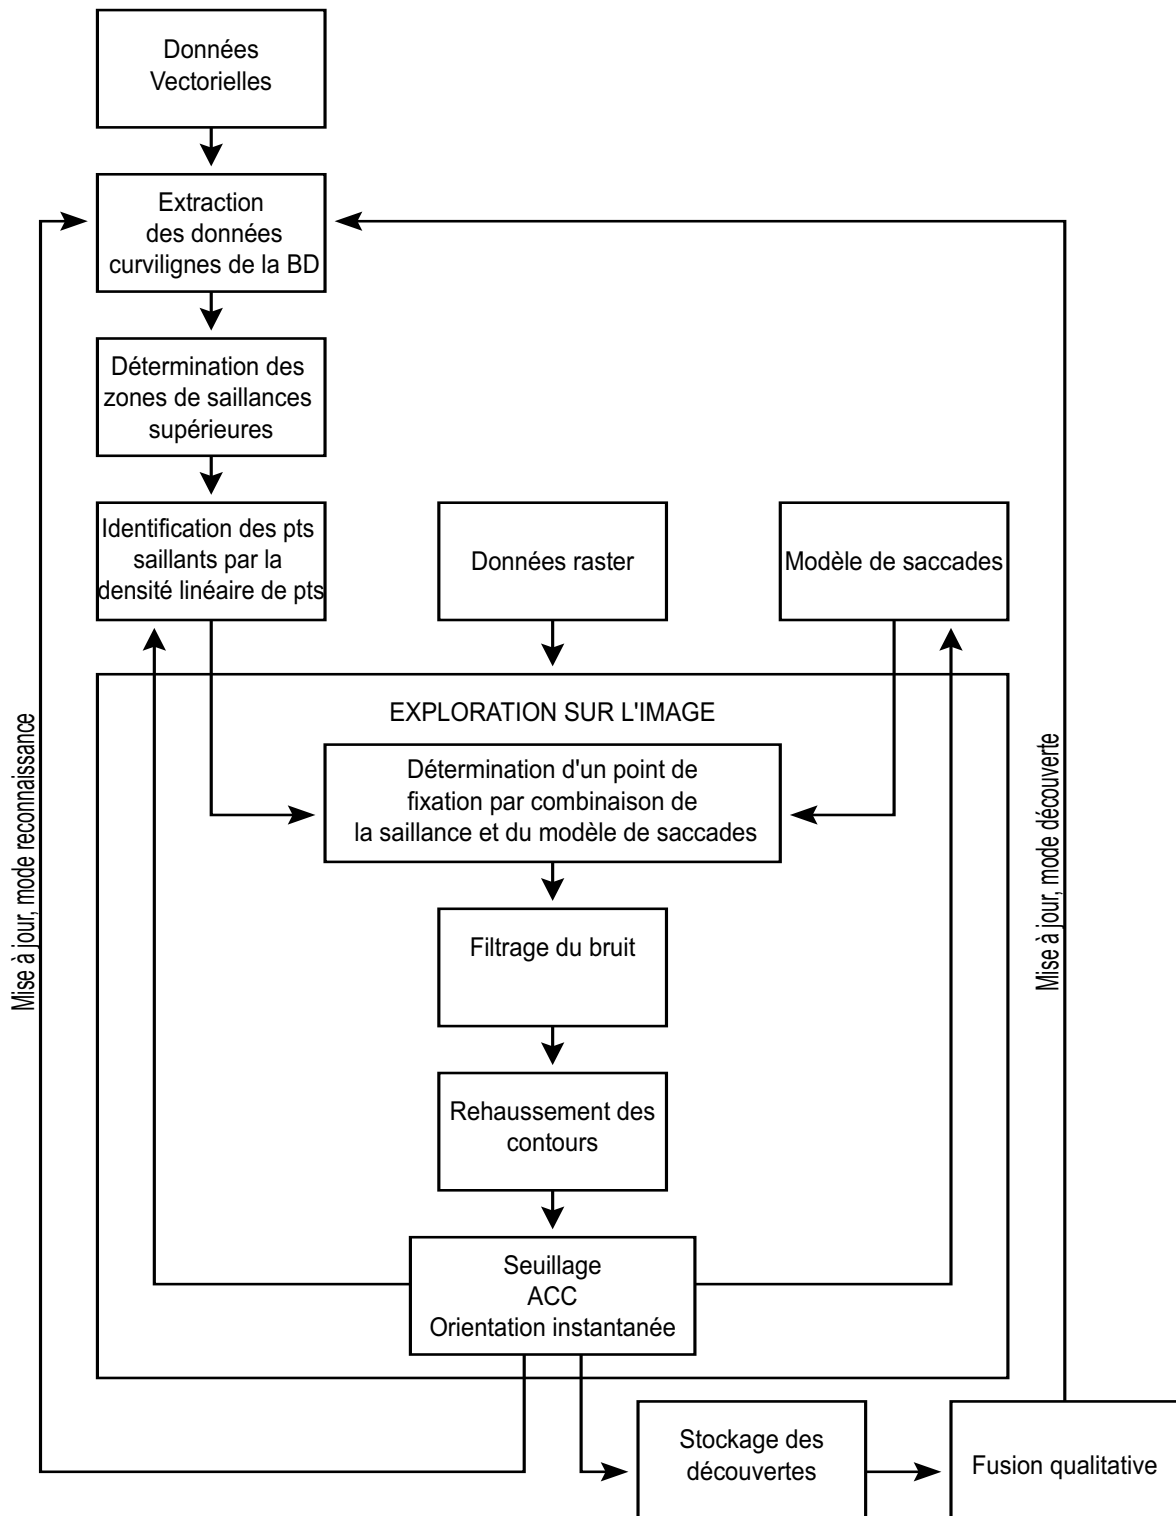 Données
Vectorielles
Extraction
des données
curvilignes de la BD
Détermination des
zones de saillances
supérieures
Identification des pts
saillants par la
densité linéaire de pts
Données raster
Modèle de saccades
EXPLORATION SUR L'IMAGE
Détermination d'un point de
fixation par combinaison de
la saillance et du modèle de saccades
Filtrage du bruit
Rehaussement des
contours
Seuillage
ACC
Orientation instantanée
Stockage des
découvertes
Fusion qualitative
Mise à jour, mode reconnaissance
Mise à jour, mode découverte